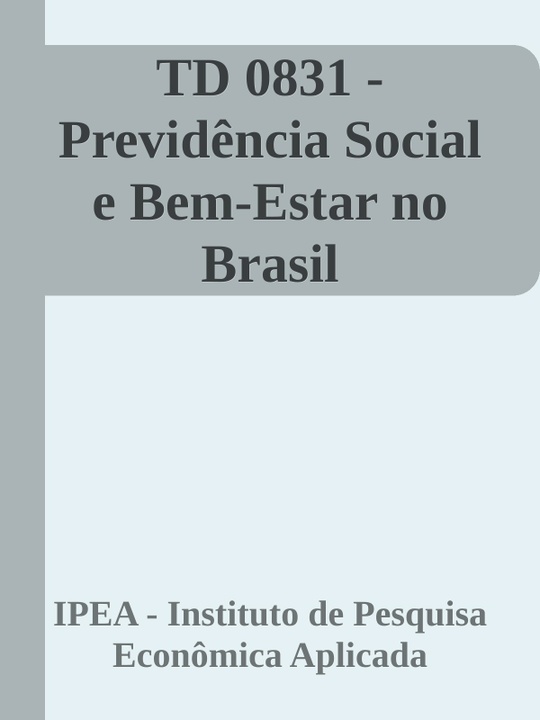 TD 0831 -
Previdência Social
e Bem-Estar no
Brasil
IPEA - Instituto de Pesquisa
Econômica Aplicada